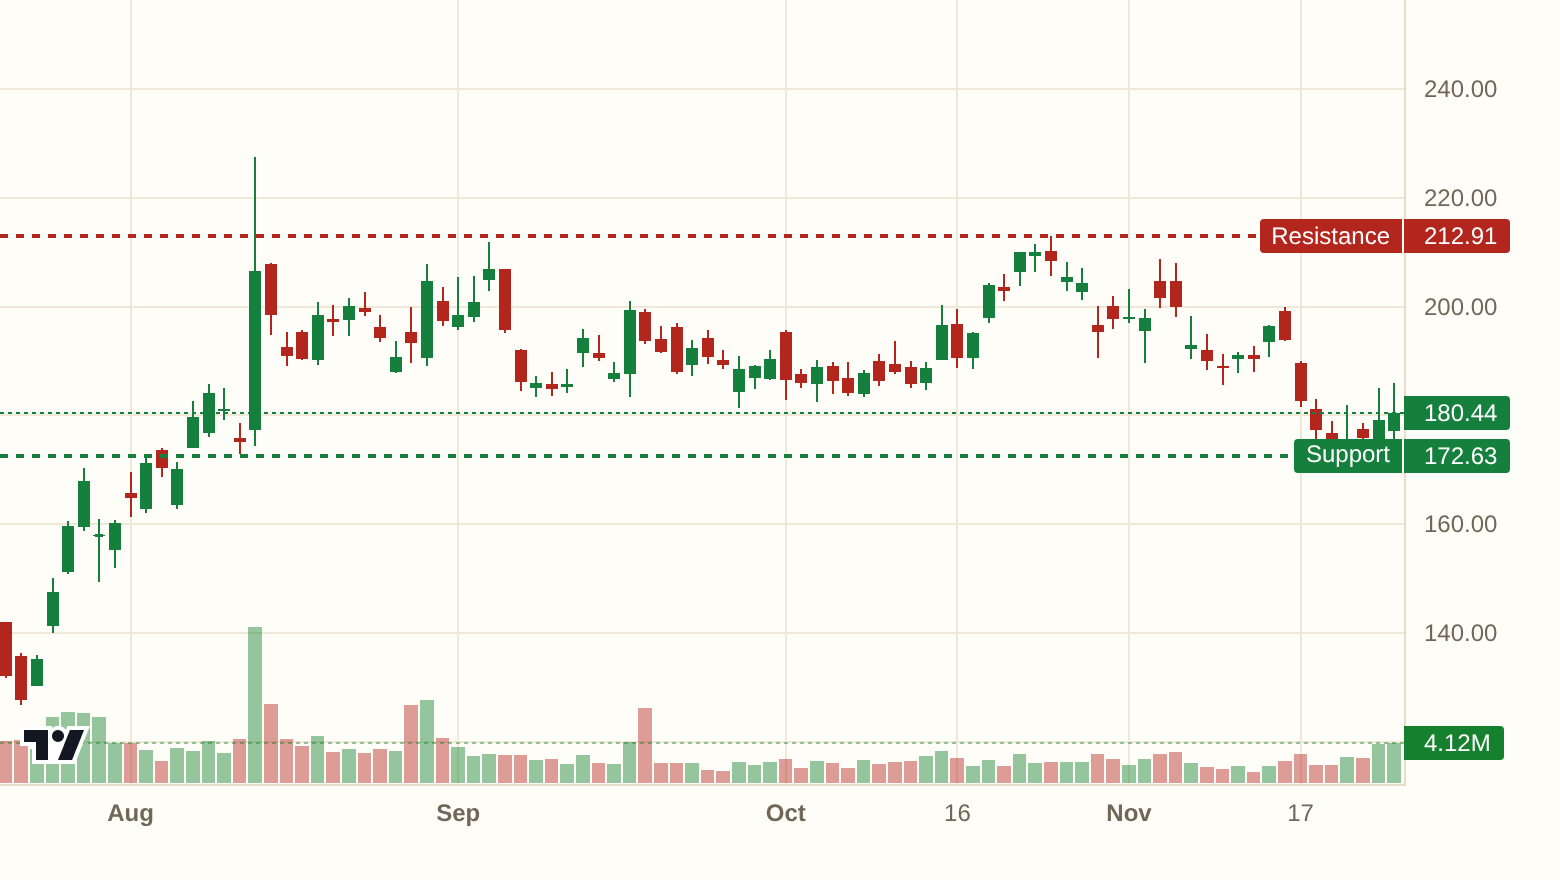 240.00
220.00
Resistance 212.91
200.00
180.44
Support 172.63
160.00
140.00
4.12M
Aug Sep Oct 16 Nov 17